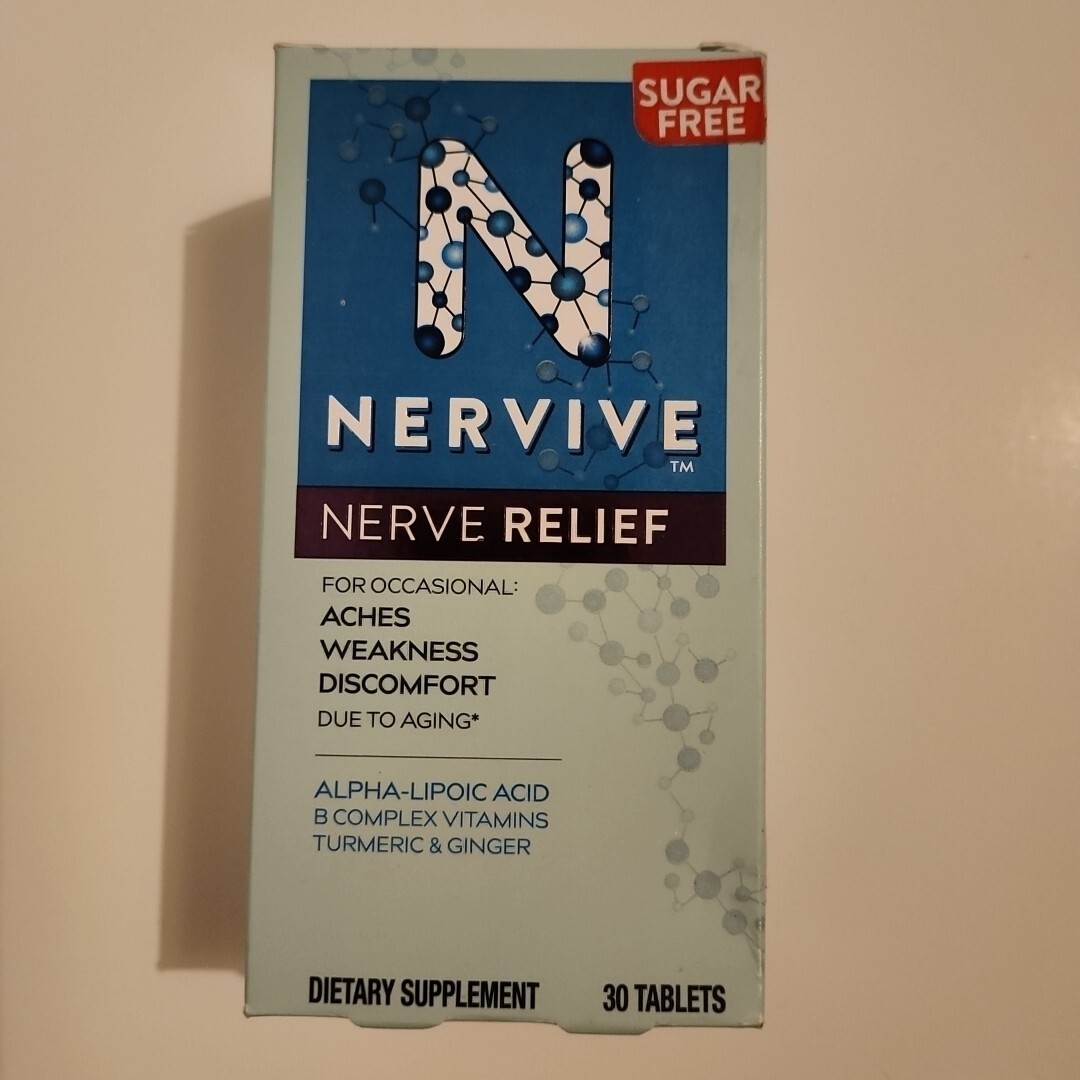 SUGAR
FREE
N
NERVIVE
TM
NERVE RELIEF
FOR OCCASIONAL:
ACHES
WEAKNESS
DISCOMFORT
DUE TO AGING*
ALPHA-LIPOIC ACID
B COMPLEX VITAMINS
TURMERIC & GINGER
DIETARY SUPPLEMENT 30 TABLETS